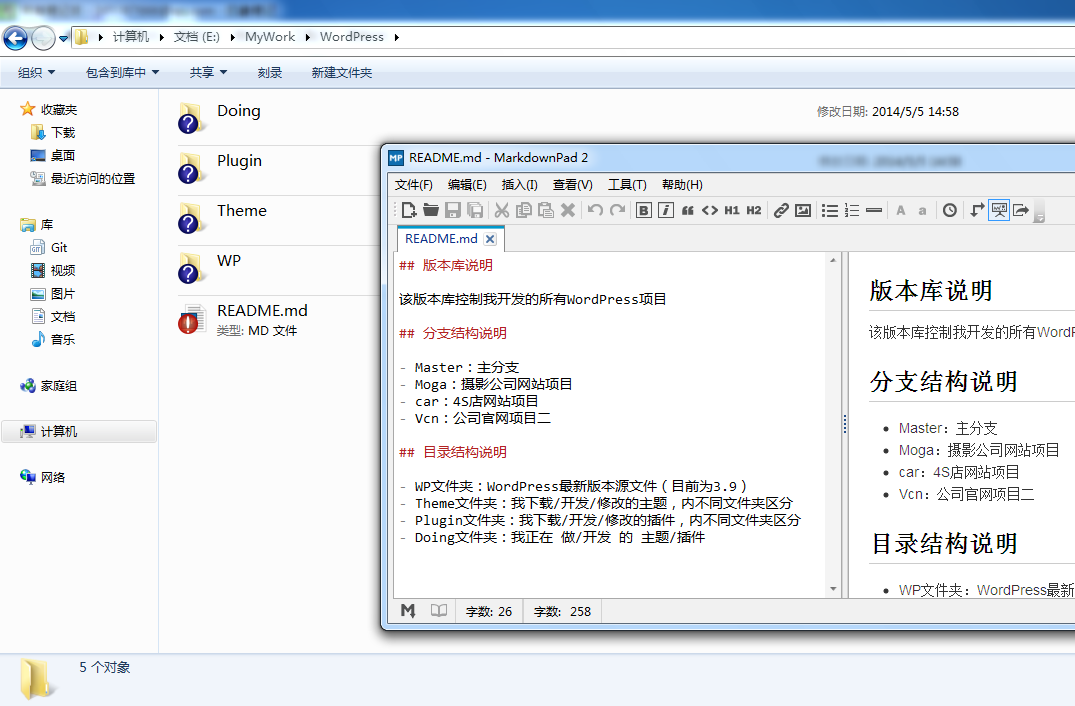 计算机 文档 (E:) MyWork WordPress
组织 包含到库中 共享 刻录 新建文件夹
收藏夹
下载
桌面
最近访问的位置
库
Git
视频
图片
文档
音乐
家庭组
计算机
网络
Doing
修改日期: 2014/5/5 14:58
Plugin
Theme
WP
README.md
类型: MD 文件
MP README.md - MarkdownPad 2
文件(F) 编辑(E) 插入(I) 查看(V) 工具(T) 帮助(H)
B i H1 H2 A a
README.md
## 版本库说明
该版本库控制我开发的所有WordPress项目
## 分支结构说明
- Master：主分支
- Moga：摄影公司网站项目
- car：4S店网站项目
- Vcn：公司官网项目二
## 目录结构说明
- WP文件夹：WordPress最新版本源文件（目前为3.9）
- Theme文件夹：我下载/开发/修改的主题，内不同文件夹区分
- Plugin文件夹：我下载/开发/修改的插件，内不同文件夹区分
- Doing文件夹：我正在 做/开发 的 主题/插件
版本库说明
该版本库控制我开发的所有WordP
分支结构说明
Master：主分支
Moga：摄影公司网站项目
car：4S店网站项目
Vcn：公司官网项目二
目录结构说明
WP文件夹：WordPress最新
字数: 26 字数: 258
5 个对象